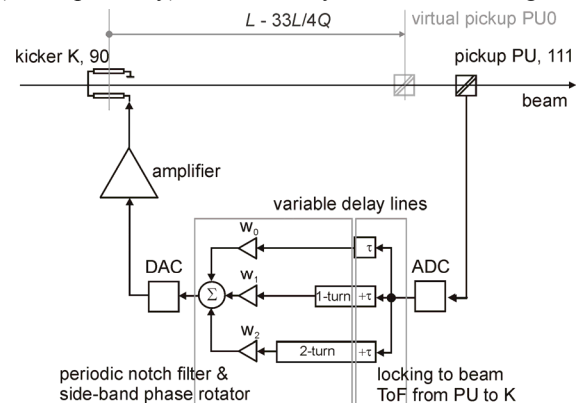 L - 33L/4Q
virtual pickup PU0
kicker K, 90
pickup PU, 111
beam
amplifier
variable delay lines
w0
τ
DAC
ADC
w1
Σ
1-turn
+τ
w2
2-turn
+τ
periodic notch filter &
side-band phase rotator
locking to beam
ToF from PU to K